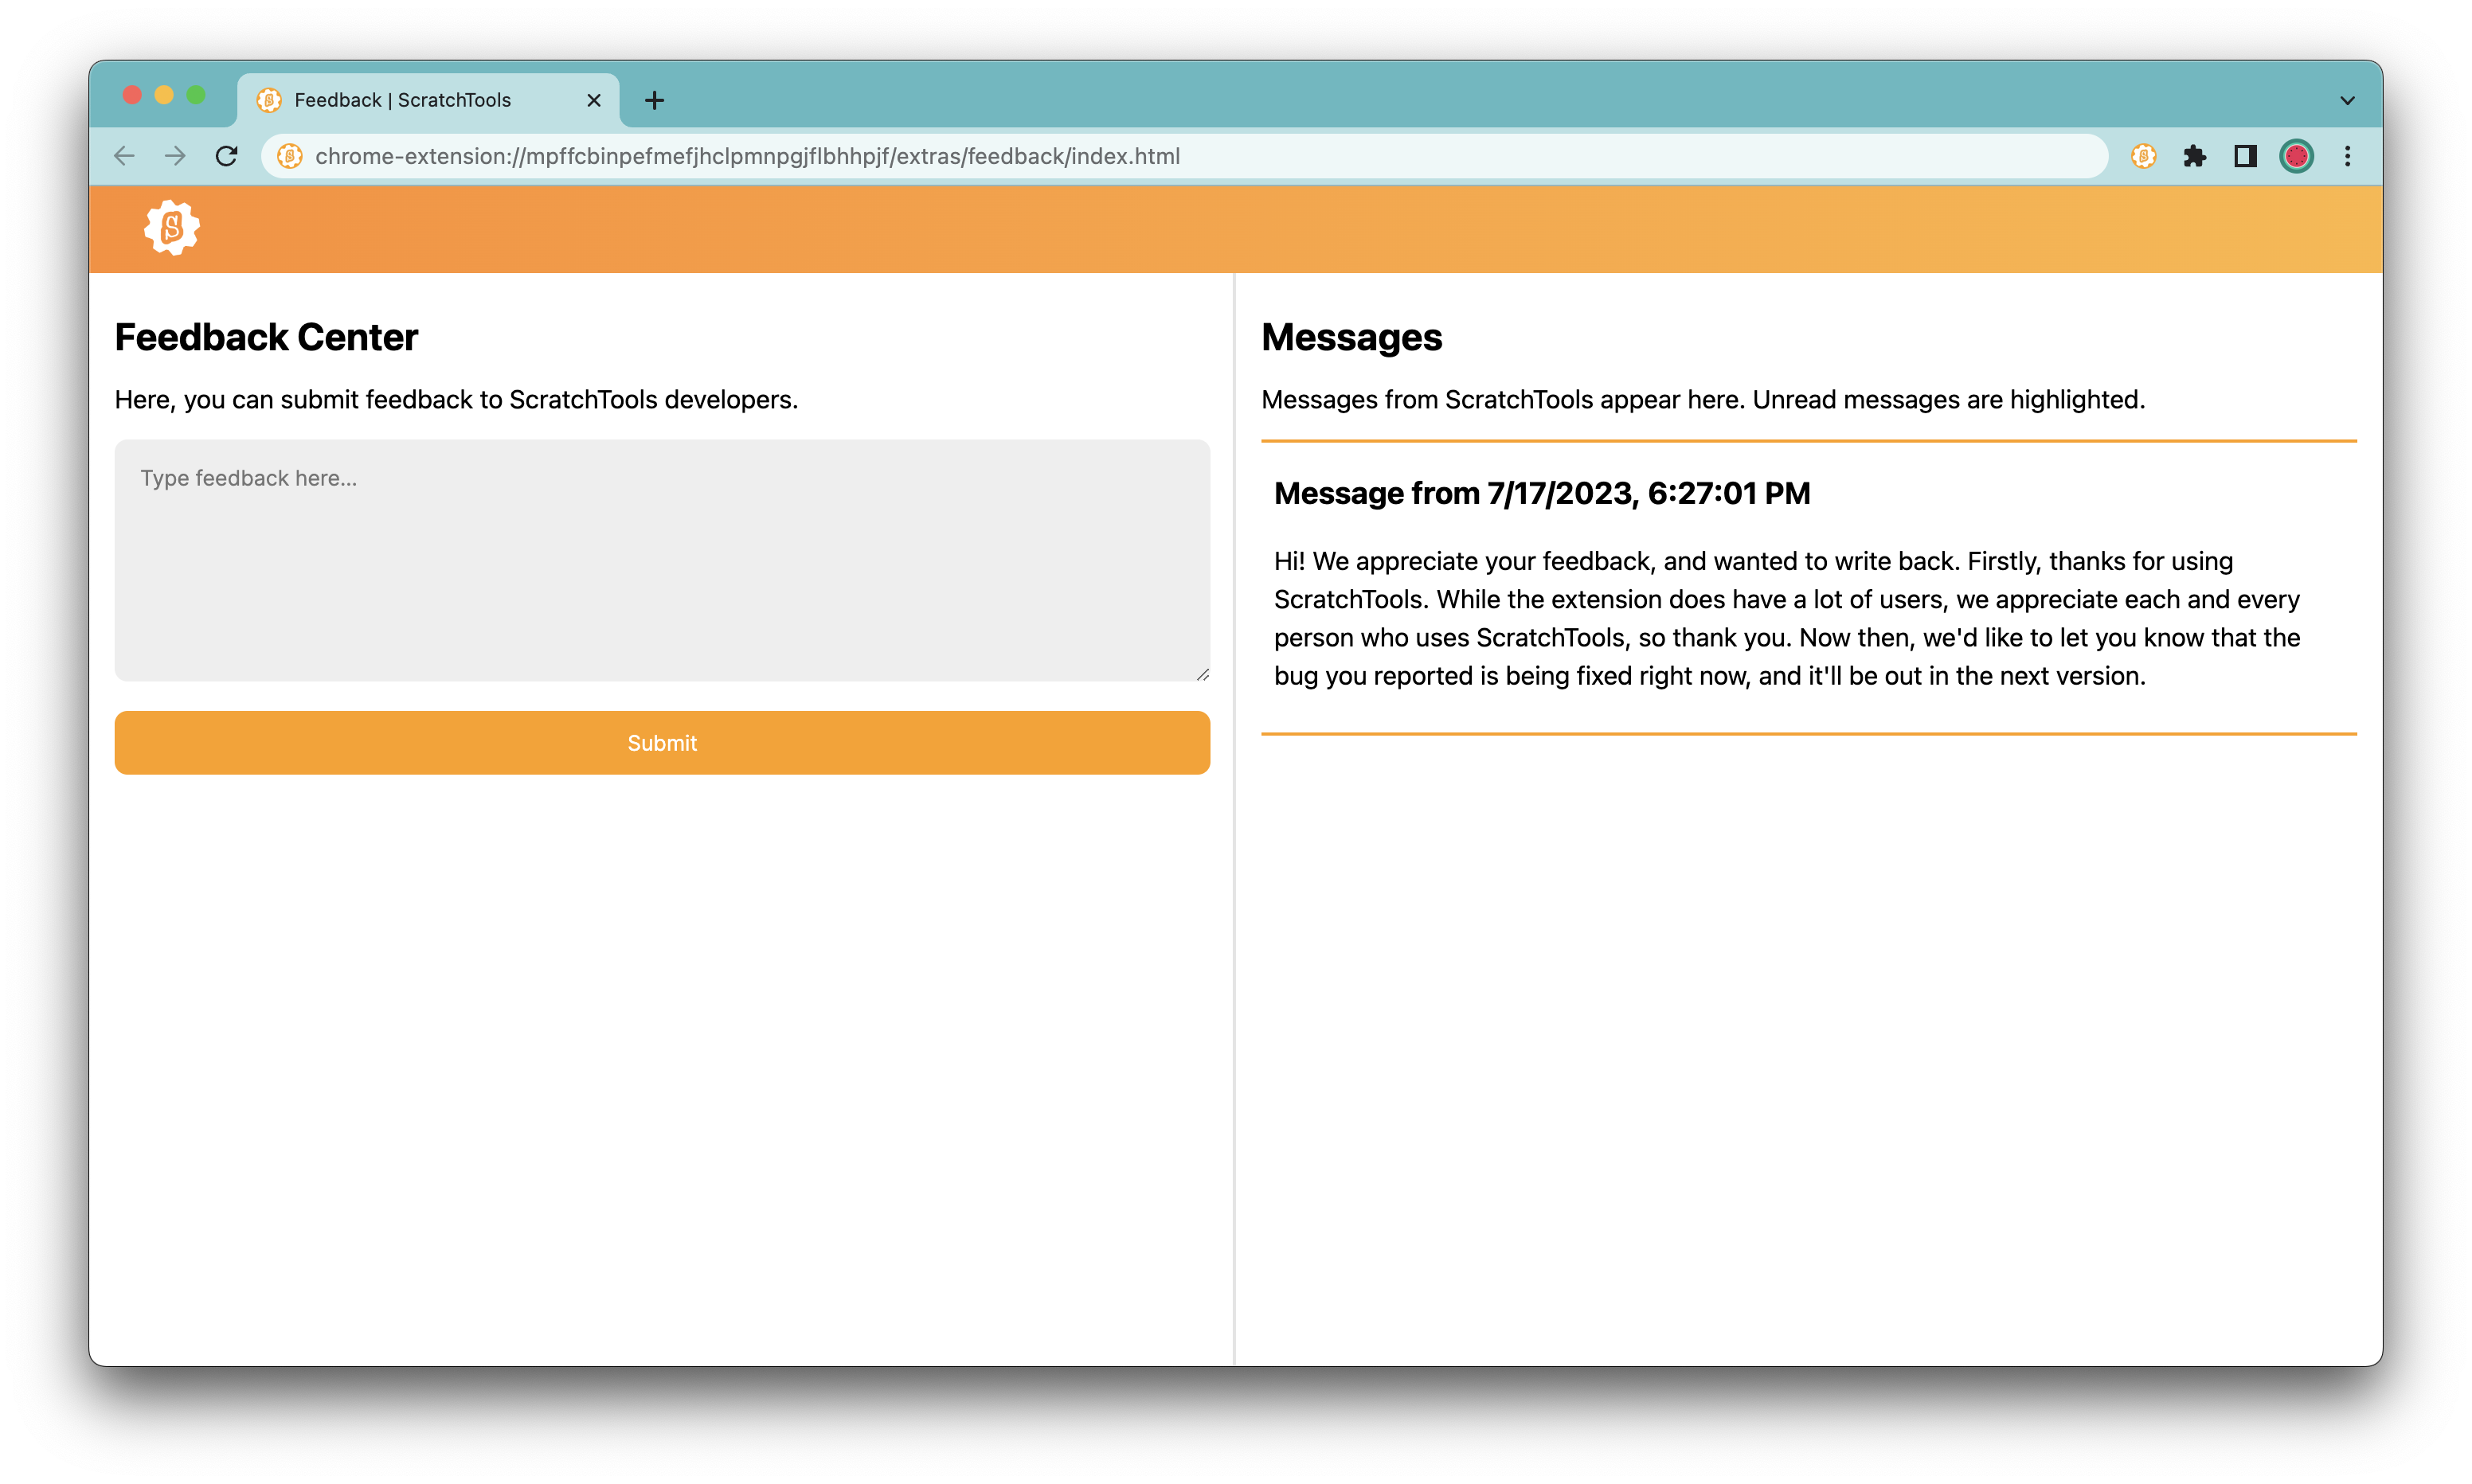 Feedback | ScratchTools
chrome-extension://mpffcbinpefmefjhclpmnpgjflbhhpjf/extras/feedback/index.html
S
Feedback Center
Here, you can submit feedback to ScratchTools developers.
Type feedback here...
Submit
Messages
Messages from ScratchTools appear here. Unread messages are highlighted.
Message from 7/17/2023, 6:27:01 PM
Hi! We appreciate your feedback, and wanted to write back. Firstly, thanks for using
ScratchTools. While the extension does have a lot of users, we appreciate each and every
person who uses ScratchTools, so thank you. Now then, we'd like to let you know that the
bug you reported is being fixed right now, and it'll be out in the next version.